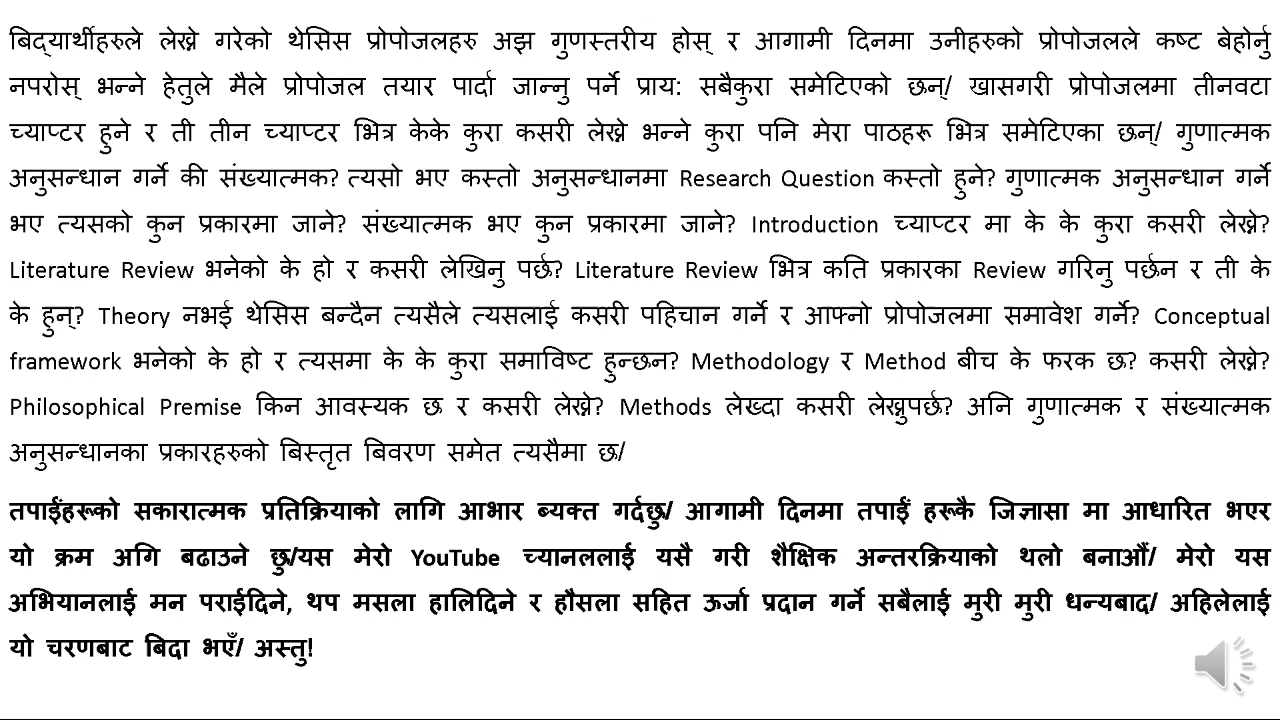 बिद्यार्थीहरुले लेख्ने गरेको थेसिस प्रोपोजलहरु अझ गुणस्तरीय होस् र आगामी दिनमा उनीहरुको प्रोपोजलले कष्ट बेहोर्नु
नपरोस् भन्ने हेतुले मैले प्रोपोजल तयार पार्दा जान्नु पर्ने प्राय: सबैकुरा समेटिएको छन्/ खासगरी प्रोपोजलमा तीनवटा
च्याप्टर हुने र ती तीन च्याप्टर भित्र केके कुरा कसरी लेख्ने भन्ने कुरा पनि मेरा पाठहरू भित्र समेटिएका छन्/ गुणात्मक
अनुसन्धान गर्ने की संख्यात्मक? त्यसो भए कस्तो अनुसन्धानमा Research Question कस्तो हुने? गुणात्मक अनुसन्धान गर्ने
भए त्यसको कुन प्रकारमा जाने? संख्यात्मक भए कुन प्रकारमा जाने? Introduction च्याप्टर मा के के कुरा कसरी लेख्ने?
Literature Review भनेको के हो र कसरी लेखिनु पर्छ? Literature Review भित्र कति प्रकारका Review गरिनु पर्छन र ती के
के हुन्? Theory नभई थेसिस बन्दैन त्यसैले त्यसलाई कसरी पहिचान गर्ने र आफ्नो प्रोपोजलमा समावेश गर्ने? Conceptual
framework भनेको के हो र त्यसमा के के कुरा समाविष्ट हुन्छन? Methodology र Method बीच के फरक छ? कसरी लेख्ने?
Philosophical Premise किन आवस्यक छ र कसरी लेख्ने? Methods लेख्दा कसरी लेख्नुपर्छ? अनि गुणात्मक र संख्यात्मक
अनुसन्धानका प्रकारहरुको बिस्तृत बिवरण समेत त्यसैमा छ/
तपाईंहरूको सकारात्मक प्रतिक्रियाको लागि आभार ब्यक्त गर्दछु/ आगामी दिनमा तपाईं हरूकै जिज्ञासा मा आधारित भएर
यो क्रम अगि बढाउने छु/यस मेरो YouTube च्यानललाई यसै गरी शैक्षिक अन्तरक्रियाको थलो बनाऔं/ मेरो यस
अभियानलाई मन पराईदिने, थप मसला हालिदिने र हौसला सहित ऊर्जा प्रदान गर्ने सबैलाई मुरी मुरी धन्यबाद/ अहिलेलाई
यो चरणबाट बिदा भएँ/ अस्तु!